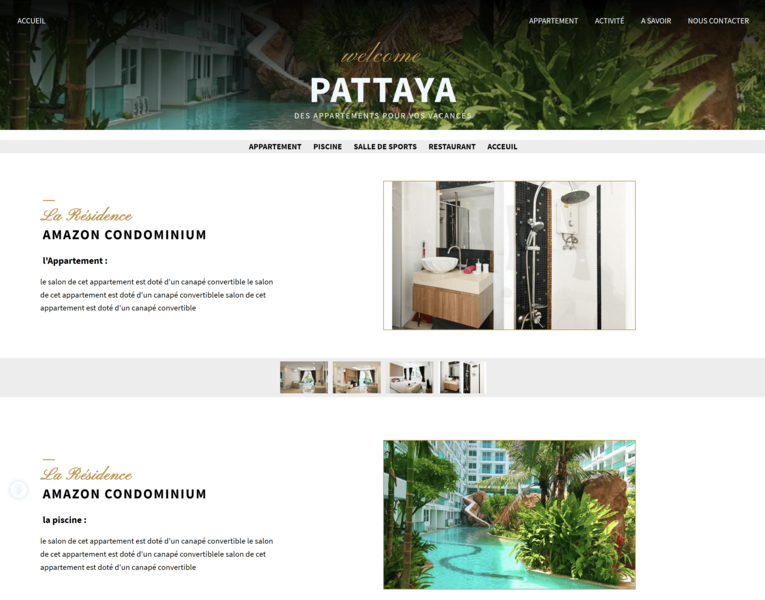 ACCUEIL
APPARTEMENT ACTIVITÉ A SAVOIR NOUS CONTACTER
welcome
PATTAYA
DES APPARTEMENTS POUR VOS VACANCES
APPARTEMENT PISCINE SALLE DE SPORTS RESTAURANT ACCEUIL
La Résidence
AMAZON CONDOMINIUM
l'Appartement :
le salon de cet appartement est doté d'un canapé convertible le salon
de cet appartement est doté d'un canapé convertiblele salon de cet
appartement est doté d'un canapé convertible
La Résidence
AMAZON CONDOMINIUM
la piscine :
le salon de cet appartement est doté d'un canapé convertible le salon
de cet appartement est doté d'un canapé convertiblele salon de cet
appartement est doté d'un canapé convertible